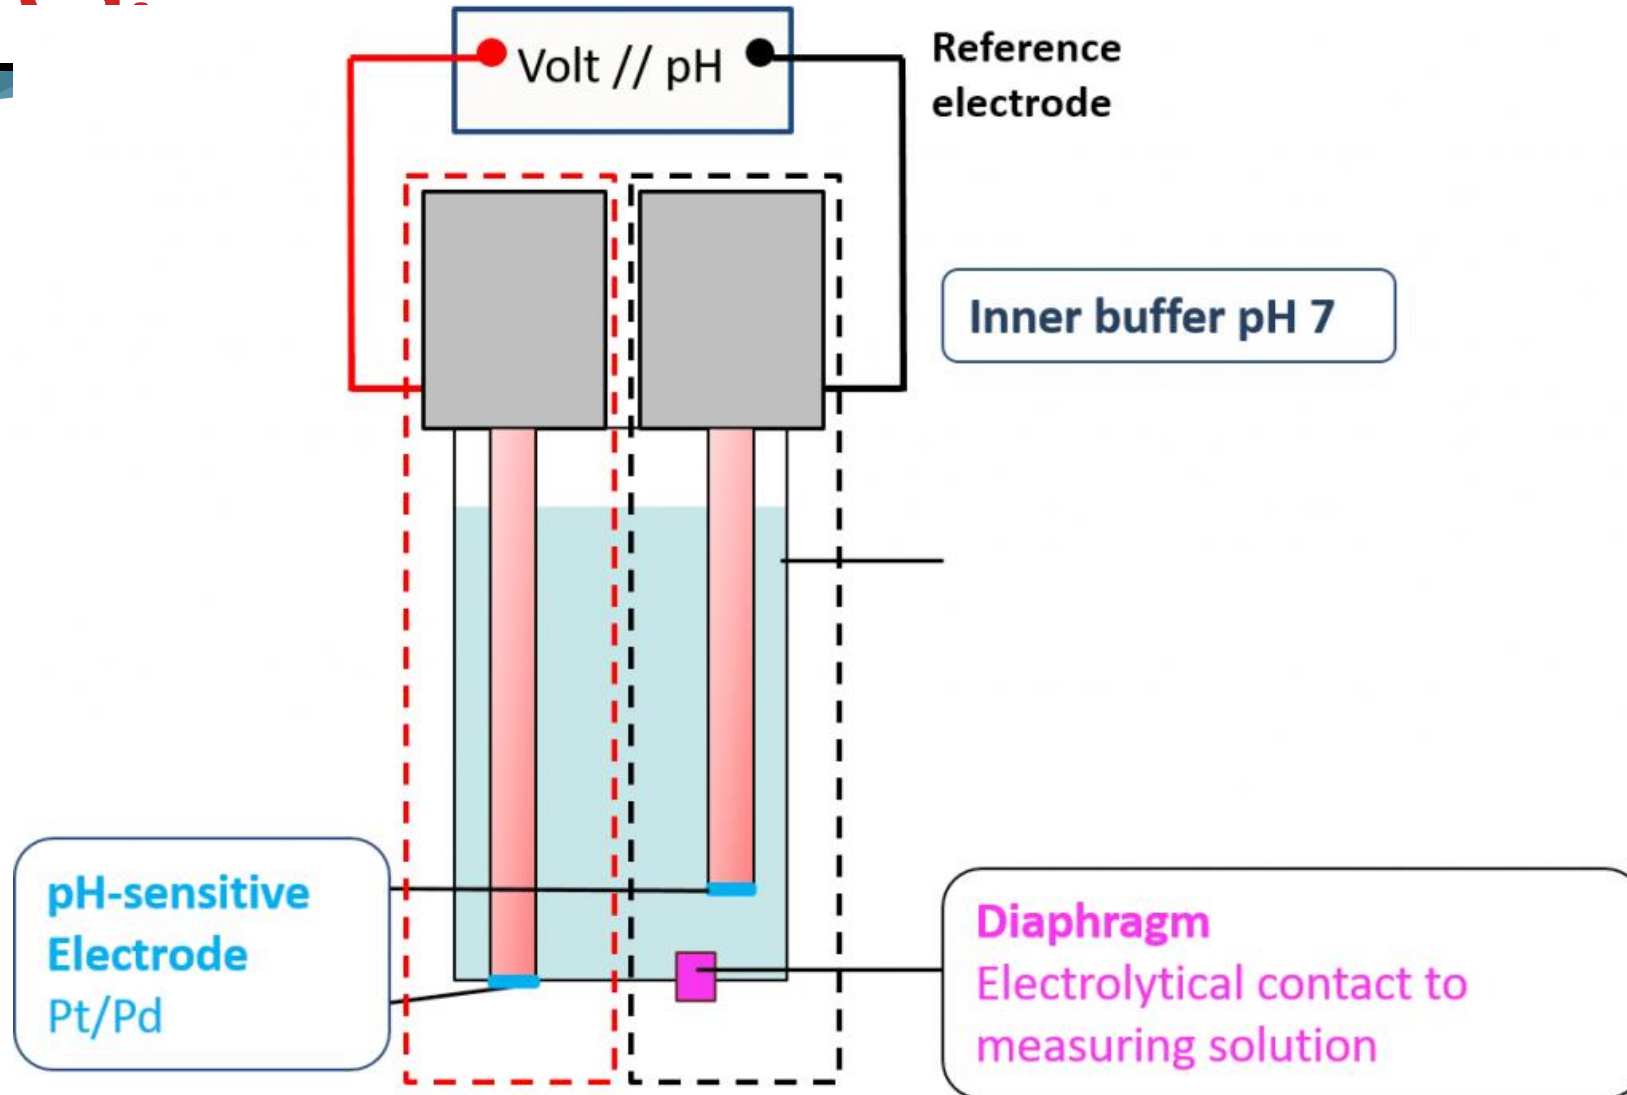 Volt // pH
Reference
electrode
Inner buffer pH 7
pH-sensitive
Electrode
Pt/Pd
Diaphragm
Electrolytical contact to
measuring solution